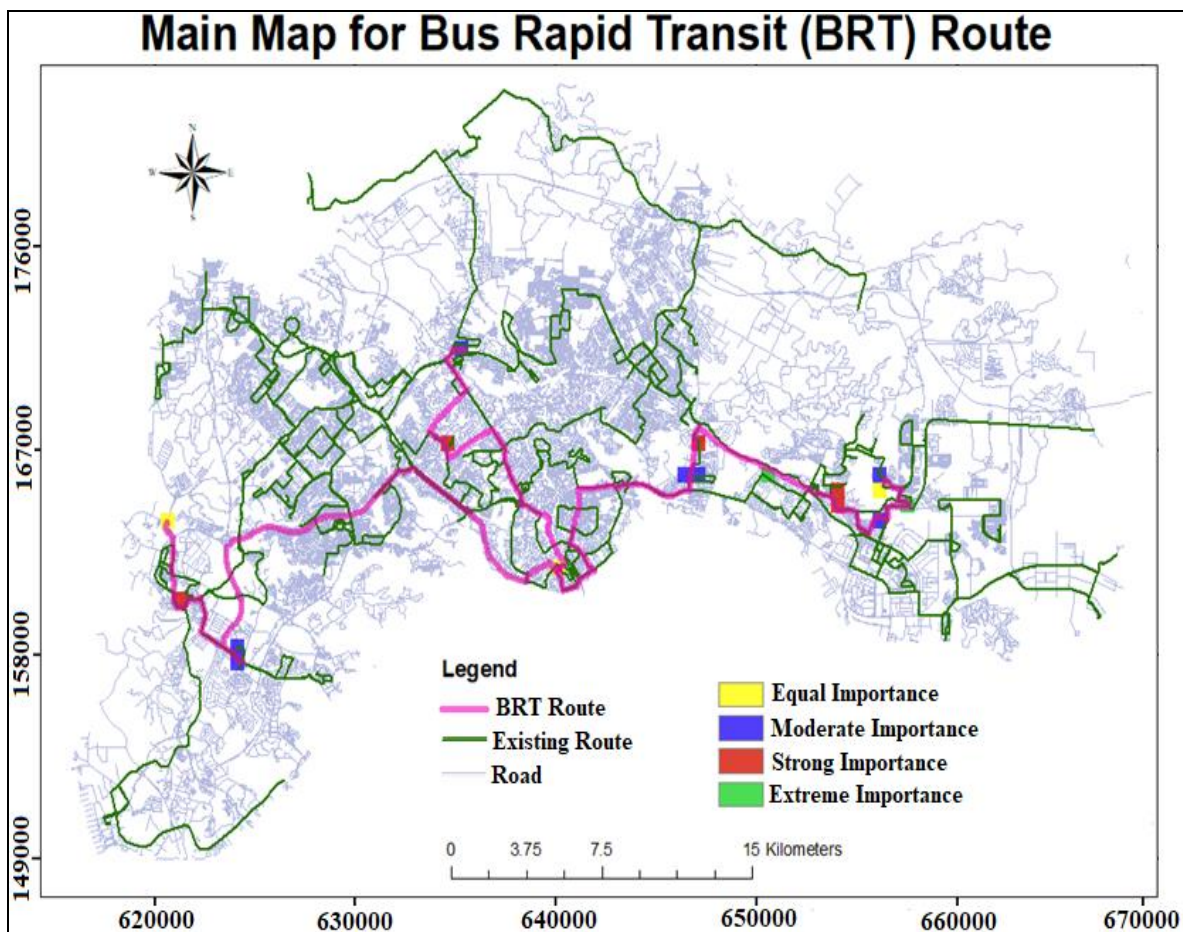 Main Map for Bus Rapid Transit (BRT) Route
N
W E
S
176000
167000
158000
149000
Legend
BRT Route
Existing Route
Road
Equal Importance
Moderate Importance
Strong Importance
Extreme Importance
0 3.75 7.5 15 Kilometers
620000 630000 640000 650000 660000 670000